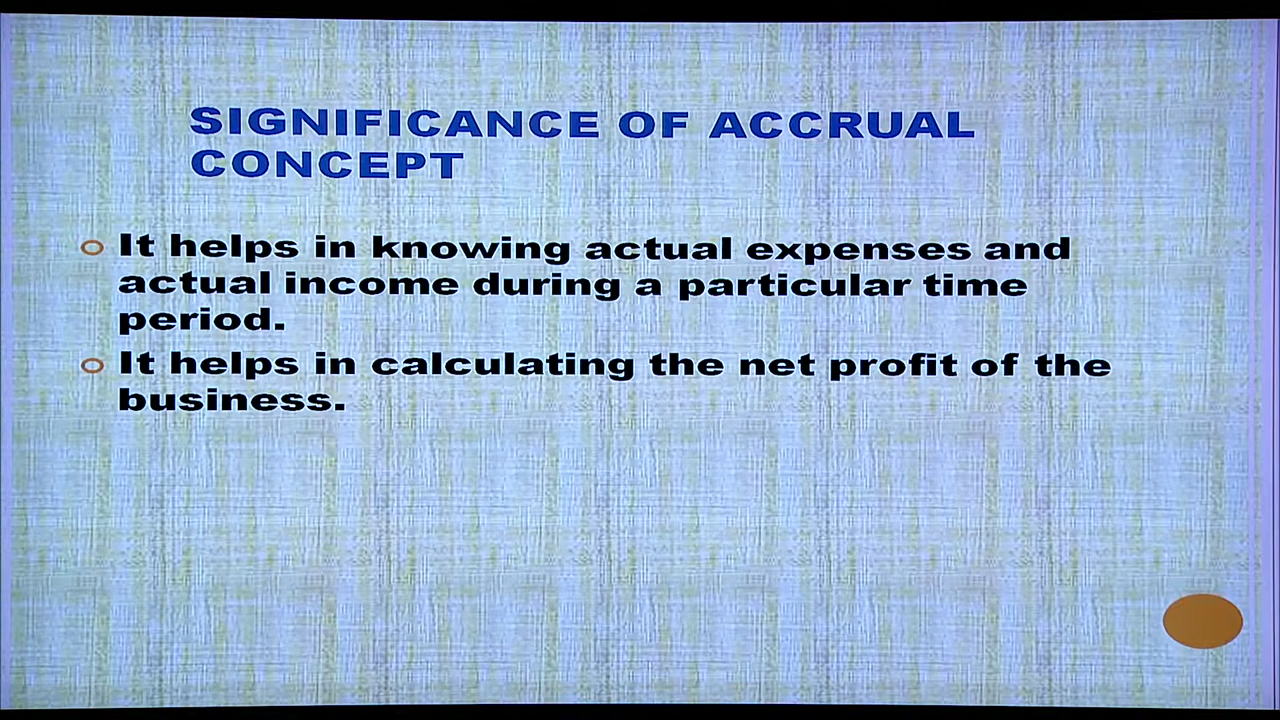 SIGNIFICANCE OF ACCRUAL
CONCEPT
It helps in knowing actual expenses and
actual income during a particular time
period.
It helps in calculating the net profit of the
business.